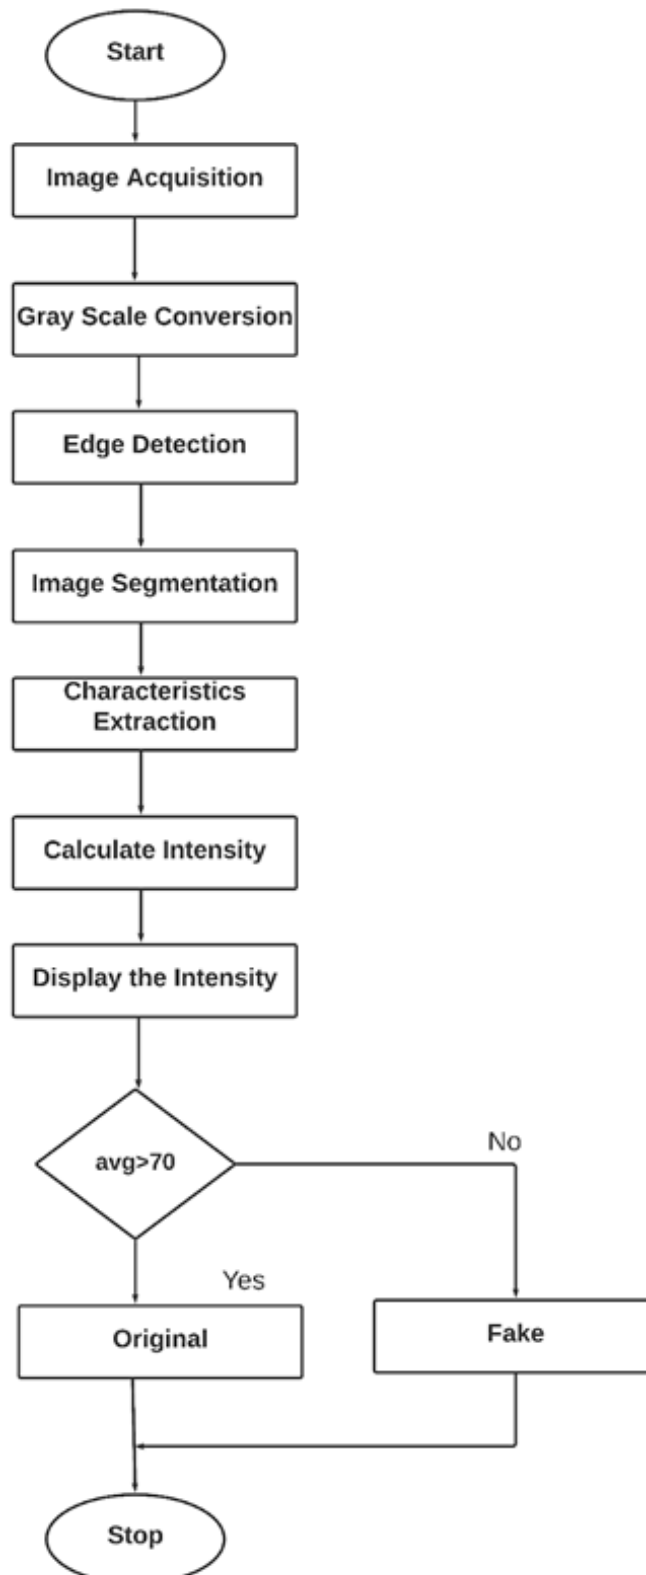 Start
Image Acquisition
Gray Scale Conversion
Edge Detection
Image Segmentation
Characteristics
Extraction
Calculate Intensity
Display the Intensity
avg>70
No
Yes
Original
Fake
Stop